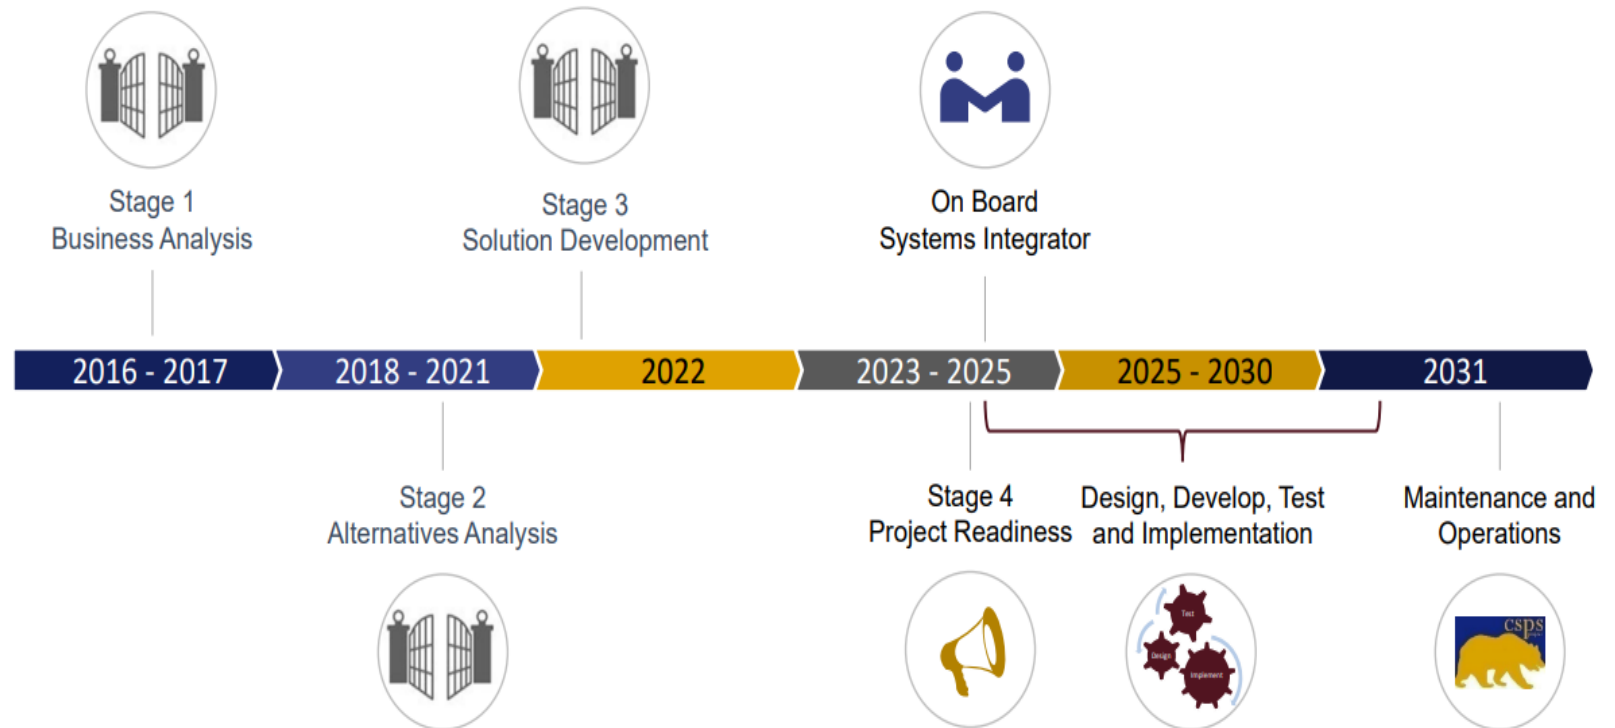 Stage 1
Business Analysis
Stage 3
Solution Development
On Board
Systems Integrator
2016 - 2017
2018 - 2021
2022
2023 - 2025
2025 - 2030
2031
Stage 2
Alternatives Analysis
Stage 4
Project Readiness
Design, Develop, Test
and Implementation
Maintenance and
Operations
Test
Design
Implement
csps